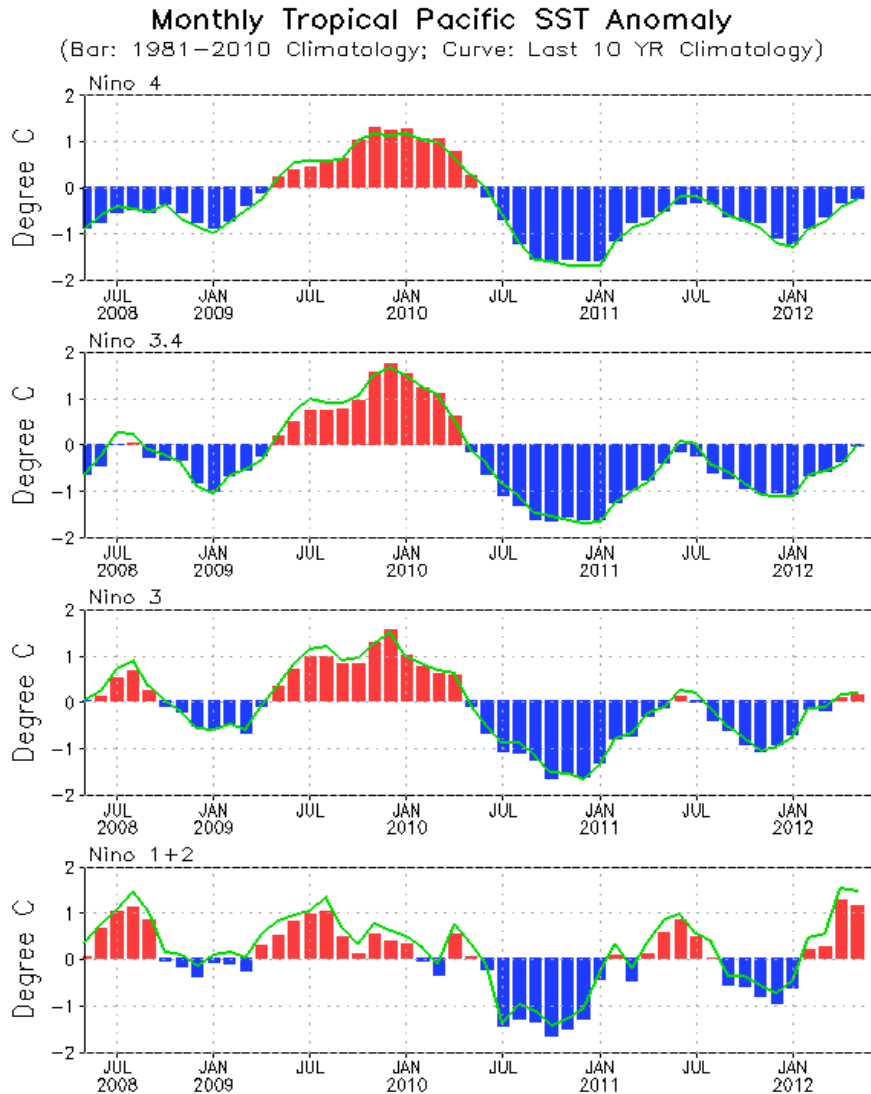 Monthly Tropical Pacific SST Anomaly
(Bar: 1981-2010 Climatology; Curve: Last 10 YR Climatology)
Nino 4
Degree C
2
1
0
-1
-2
JUL JAN JUL JAN JUL JAN JUL JAN
2008 2009 2010 2011 2012
Nino 3.4
Degree C
2
1
0
-1
-2
JUL JAN JUL JAN JUL JAN JUL JAN
2008 2009 2010 2011 2012
Nino 3
Degree C
2
1
0
-1
-2
JUL JAN JUL JAN JUL JAN JUL JAN
2008 2009 2010 2011 2012
Nino 1+2
Degree C
2
1
0
-1
-2
JUL JAN JUL JAN JUL JAN JUL JAN
2008 2009 2010 2011 2012